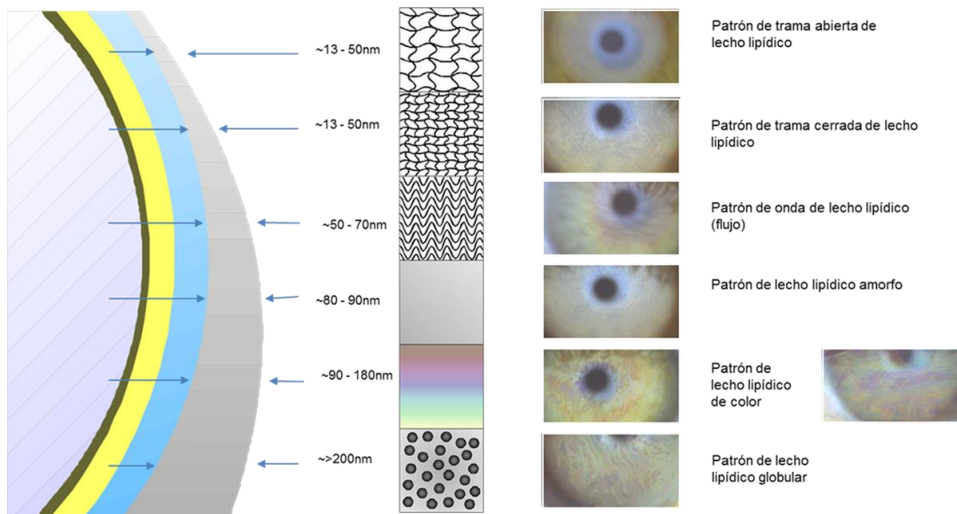 ~13 - 50nm
Patrón de trama abierta de
lecho lipídico
~13 - 50nm
Patrón de trama cerrada de lecho
lipídico
~50 - 70nm
Patrón de onda de lecho lipídico
(flujo)
~80 - 90nm
Patrón de lecho lipídico amorfo
~90 - 180nm
Patrón de
lecho lipídico
de color
~>200nm
Patrón de lecho
lipídico globular